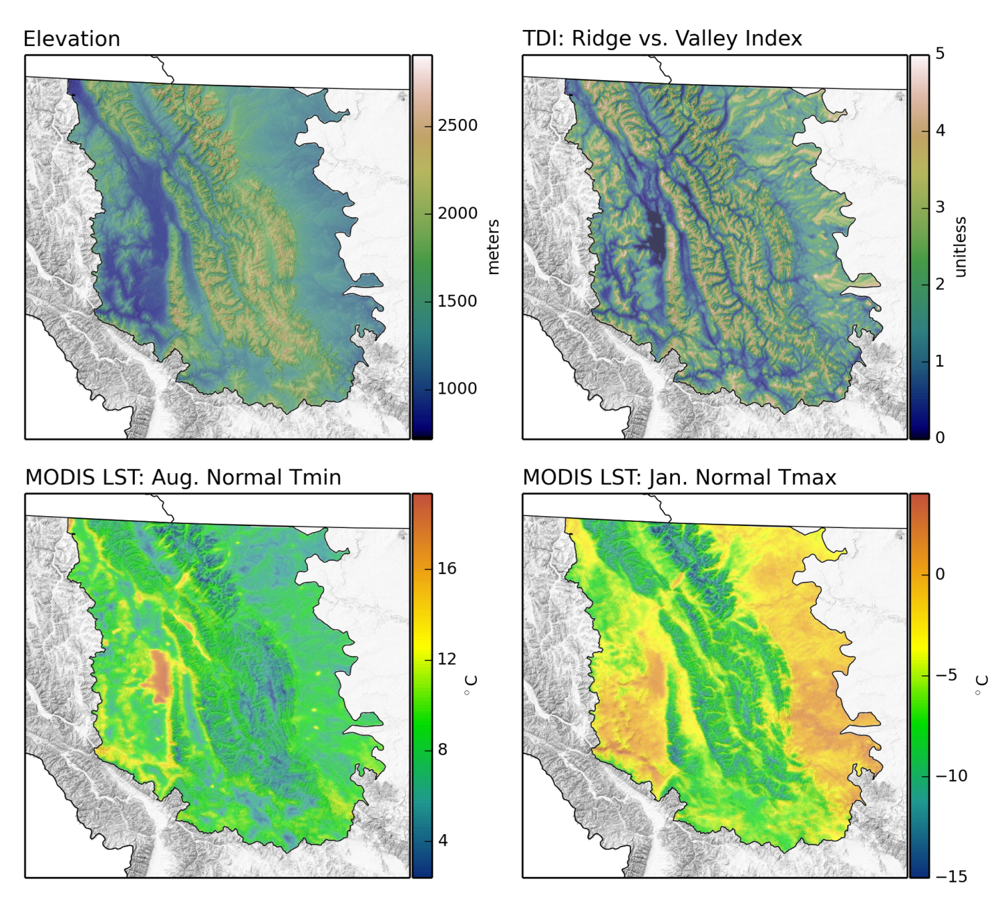 Elevation
2500
2000
1500
1000
meters
TDI: Ridge vs. Valley Index
5
4
3
2
1
0
unitless
MODIS LST: Aug. Normal Tmin
16
12
8
4
°C
MODIS LST: Jan. Normal Tmax
0
−5
−10
−15
°C